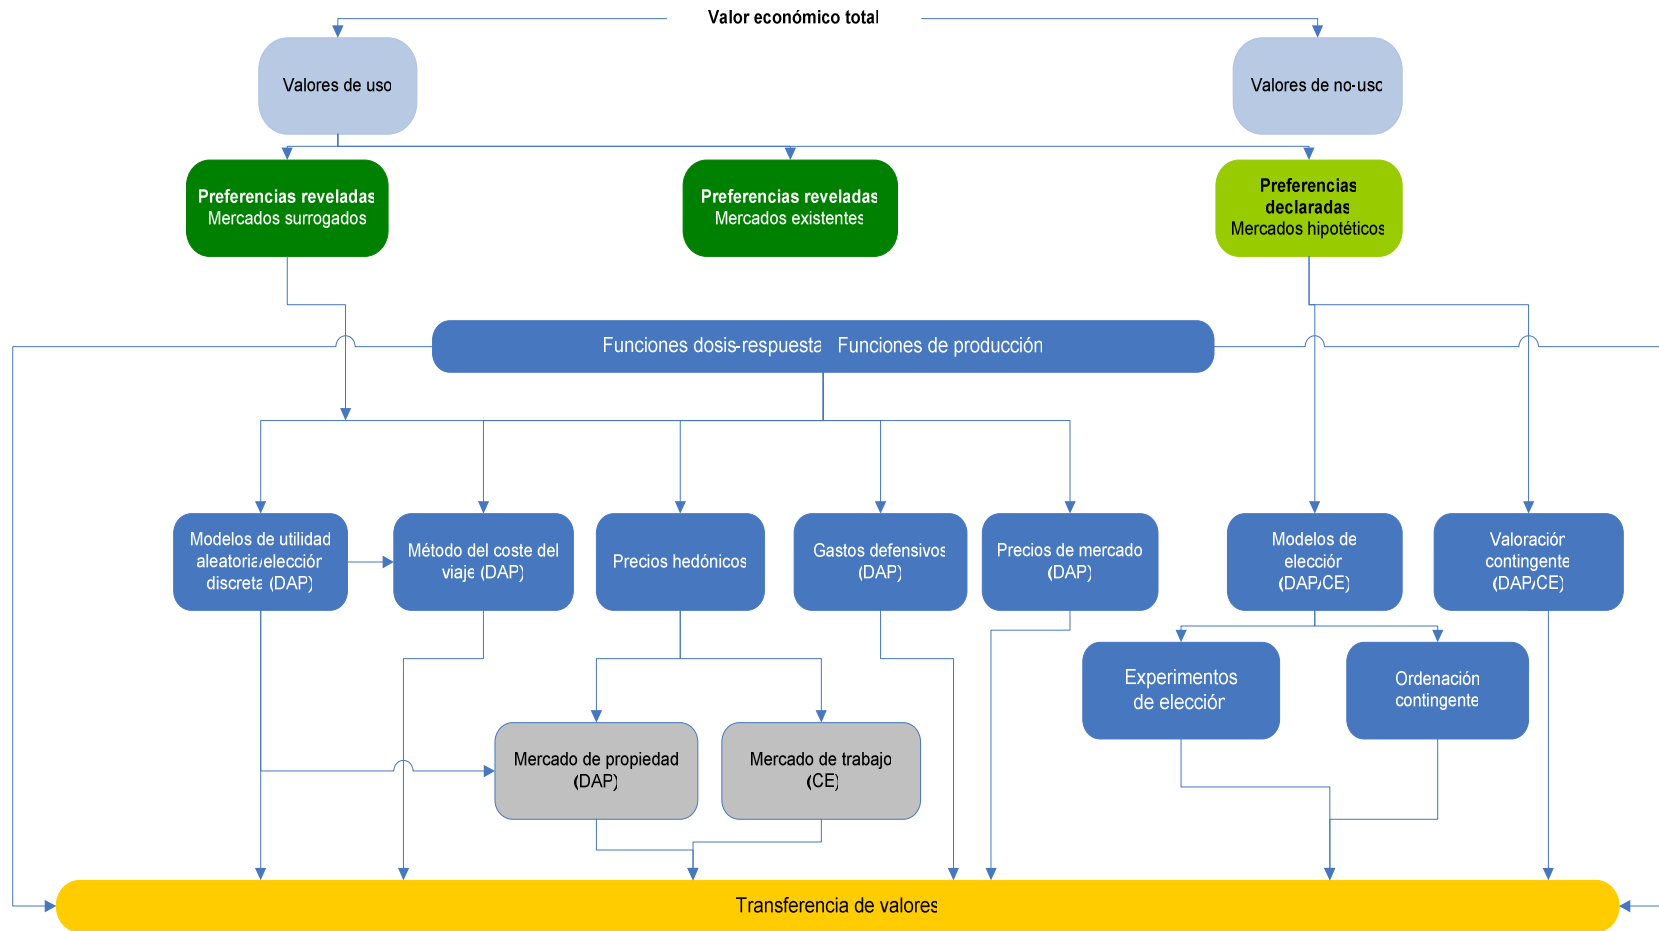 Valor económico total
Valores de uso
Valores de no-uso
Preferencias reveladas
Mercados surrogados
Preferencias reveladas
Mercados existentes
Preferencias
declaradas
Mercados hipotéticos
Funciones dosis-respuesta Funciones de producción
Modelos de utilidad
aleatoria/elección
discreta (DAP)
Método del coste del
viaje (DAP)
Precios hedónicos
Gastos defensivos
(DAP)
Precios de mercado
(DAP)
Modelos de
elección
(DAP/CE)
Valoración
contingente
(DAP/CE)
Experimentos
de elección
Ordenación
contingente
Mercado de propiedad
(DAP)
Mercado de trabajo
(CE)
Transferencia de valores